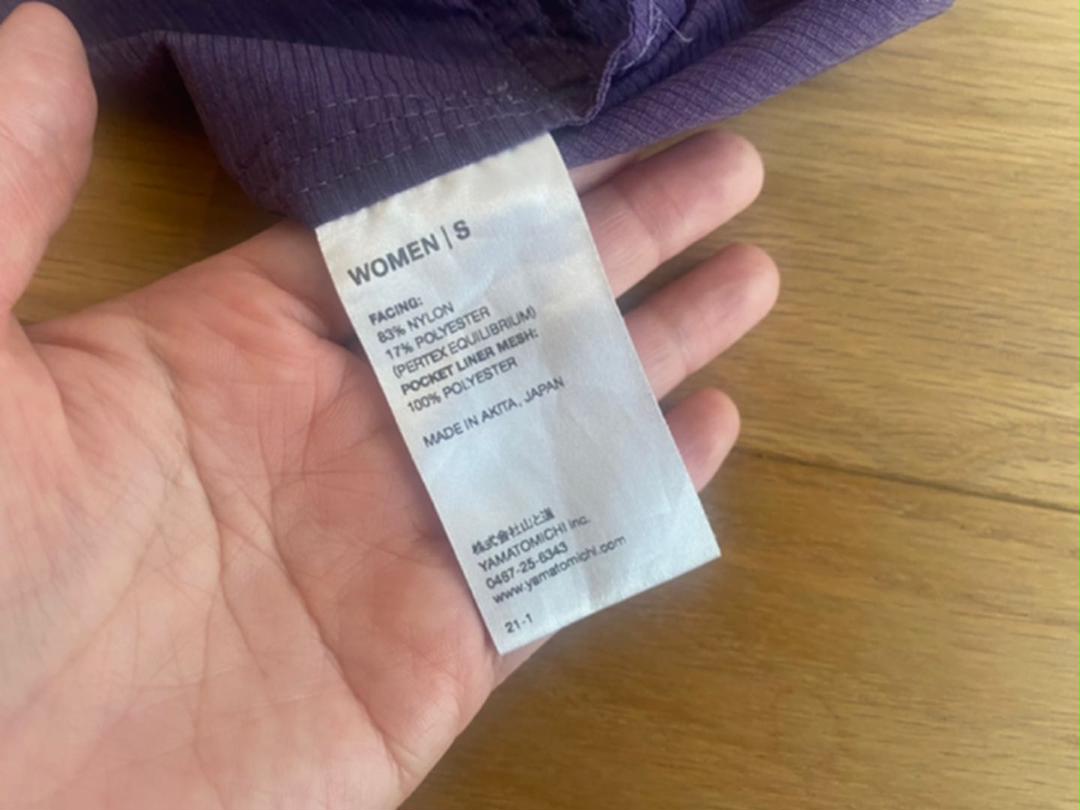 WOMEN | S
FACING:
83% NYLON
17% POLYESTER
(PERTEX EQUILIBRIUM)
POCKET LINER MESH:
100% POLYESTER
MADE IN AKITA, JAPAN
株式会社山と道
YAMATOMICHI Inc.
0467-25-6343
www.yamatomichi.com
21-1